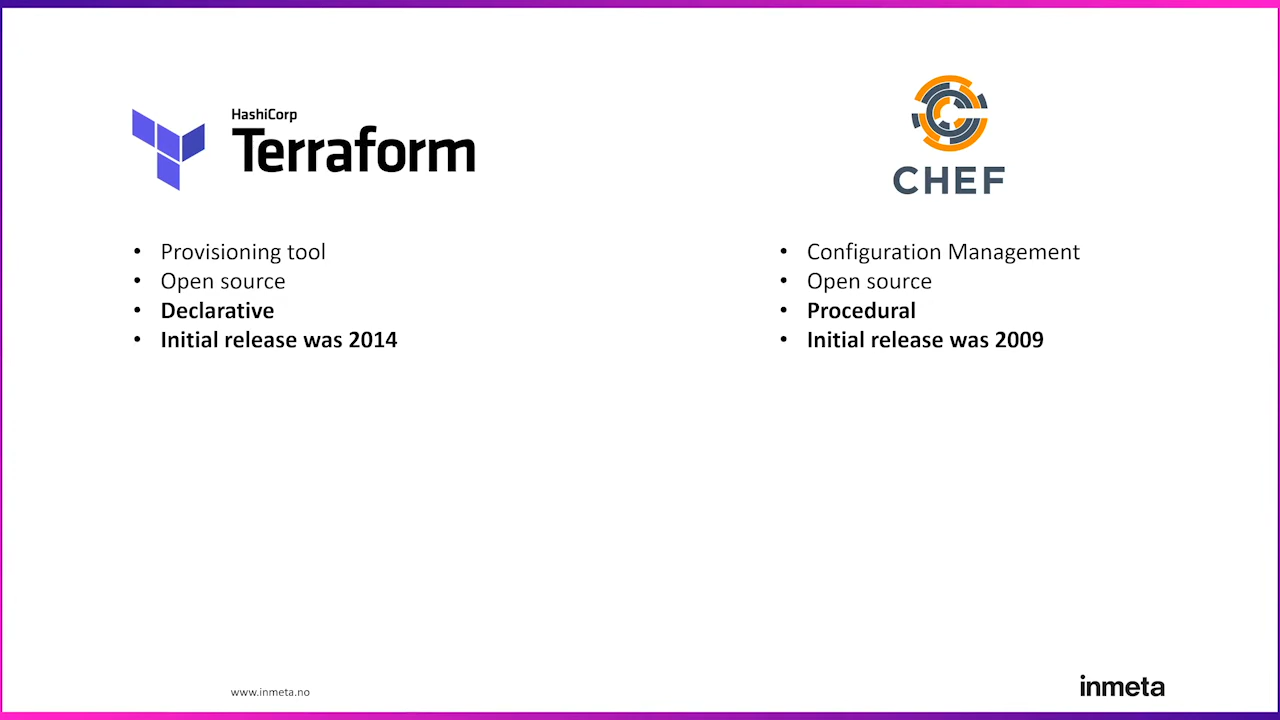 HashiCorp
Terraform
• Provisioning tool
• Open source
• Declarative
• Initial release was 2014
CHEF
• Configuration Management
• Open source
• Procedural
• Initial release was 2009
www.inmeta.no
inmeta